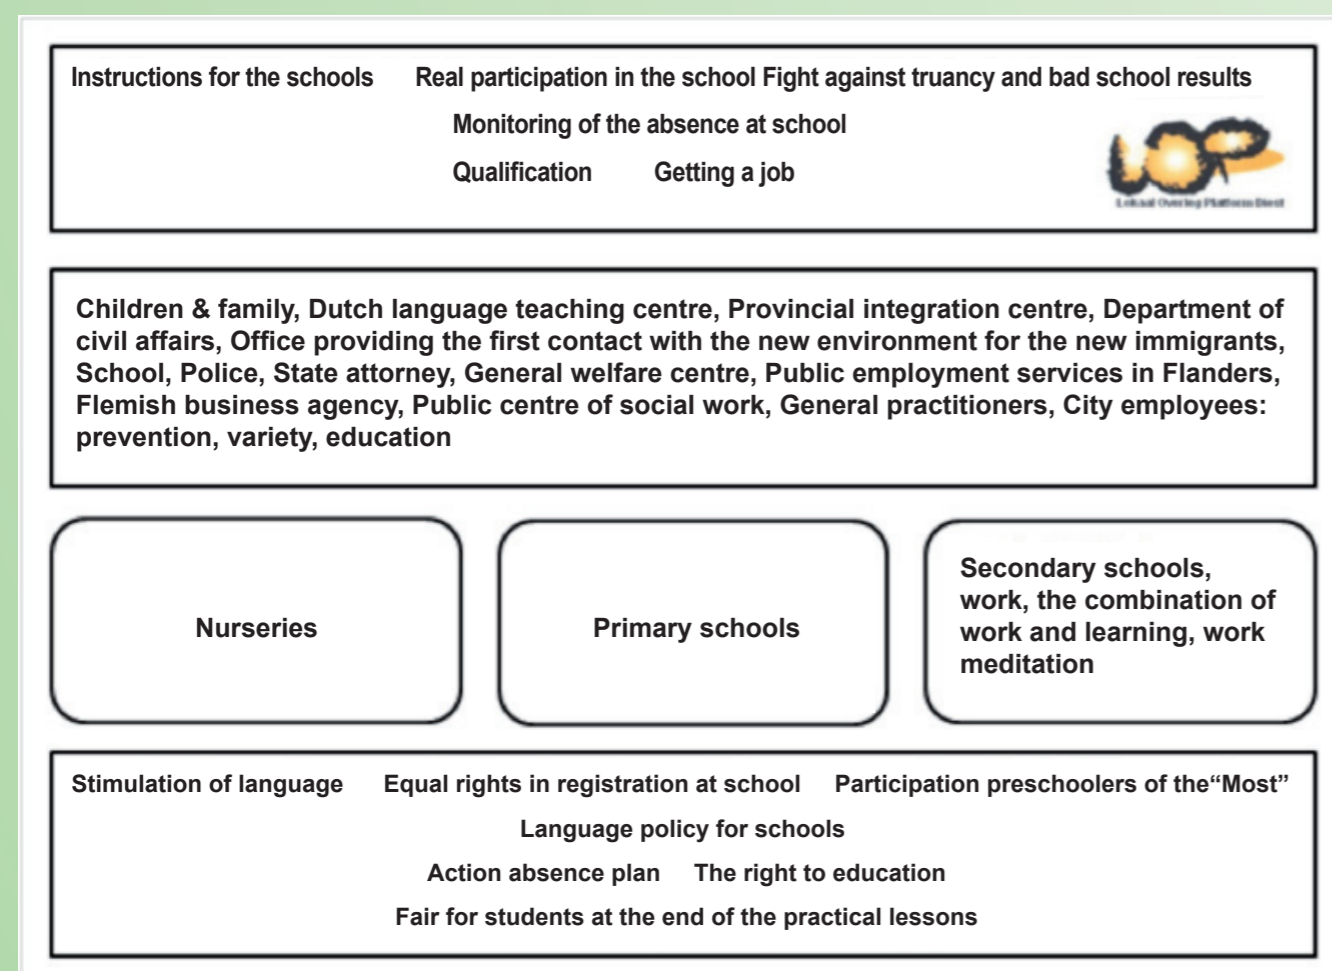 Instructions for the schools Real participation in the school Fight against truancy and bad school results
Monitoring of the absence at school
Qualification Getting a job
Lokaal Overleg Platform Diest
Children & family, Dutch language teaching centre, Provincial integration centre, Department of
civil affairs, Office providing the first contact with the new environment for the new immigrants,
School, Police, State attorney, General welfare centre, Public employment services in Flanders,
Flemish business agency, Public centre of social work, General practitioners, City employees:
prevention, variety, education
Nurseries
Primary schools
Secondary schools,
work, the combination of
work and learning, work
meditation
Stimulation of language Equal rights in registration at school Participation preschoolers of the“Most”
Language policy for schools
Action absence plan The right to education
Fair for students at the end of the practical lessons